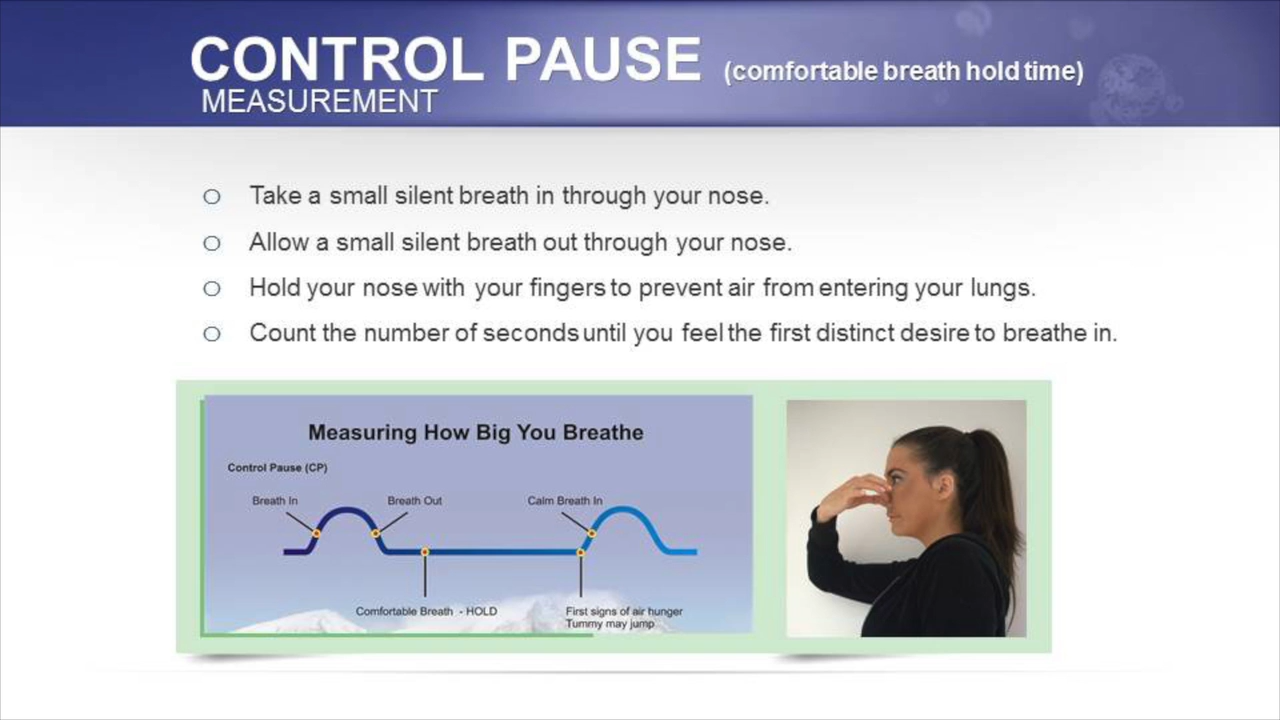 CONTROL PAUSE (comfortable breath hold time)
MEASUREMENT
o Take a small silent breath in through your nose.
o Allow a small silent breath out through your nose.
o Hold your nose with your fingers to prevent air from entering your lungs.
o Count the number of seconds until you feel the first distinct desire to breathe in.
Measuring How Big You Breathe
Control Pause (CP)
Breath In
Breath Out
Calm Breath In
Comfortable Breath - HOLD
First signs of air hunger
Tummy may jump